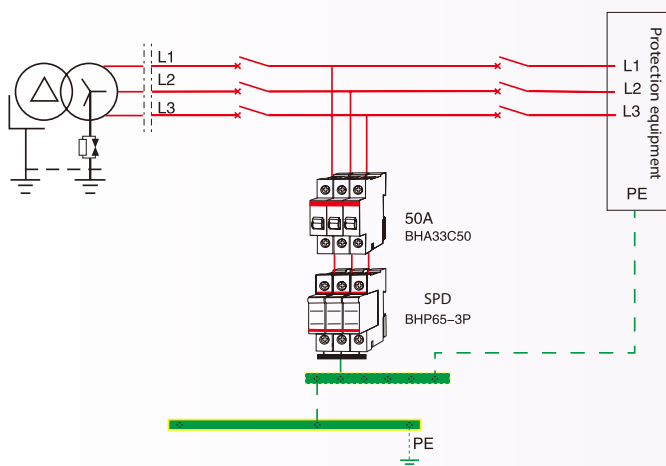 L1
L2
L3
Protection equipment
L1
L2
L3
PE
50A
BHA33C50
SPD
BHP65-3P
PE